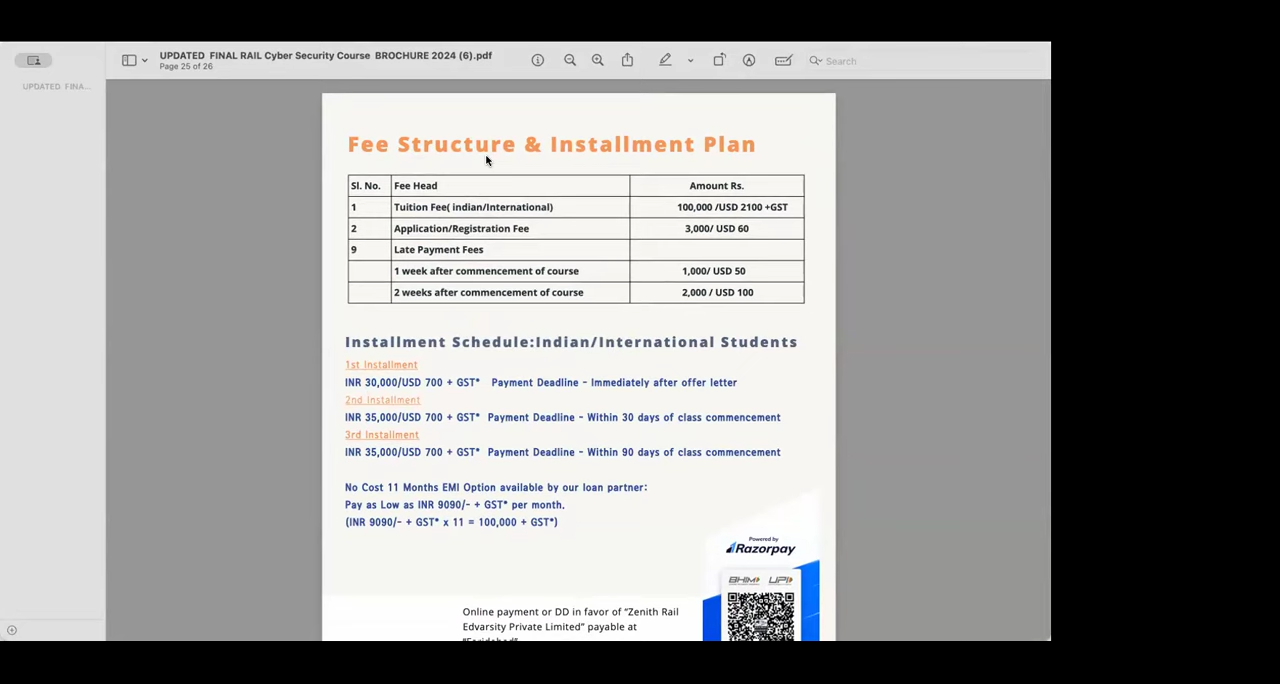 UPDATED FINAL RAIL Cyber Security Course BROCHURE 2024 (6).pdf
Page 25 of 26
Search
UPDATED FINA...
Fee Structure & Installment Plan
Sl. No. Fee Head Amount Rs.
1 Tuition Fee( indian/International) 100,000 /USD 2100 +GST
2 Application/Registration Fee 3,000/ USD 60
9 Late Payment Fees
1 week after commencement of course 1,000/ USD 50
2 weeks after commencement of course 2,000 / USD 100
Installment Schedule:Indian/International Students
1st Installment
INR 30,000/USD 700 + GST* Payment Deadline - Immediately after offer letter
2nd Installment
INR 35,000/USD 700 + GST* Payment Deadline - Within 30 days of class commencement
3rd Installment
INR 35,000/USD 700 + GST* Payment Deadline - Within 90 days of class commencement
No Cost 11 Months EMI Option available by our loan partner:
Pay as Low as INR 9090/- + GST* per month.
(INR 9090/- + GST* x 11 = 100,000 + GST*)
Powered by
Razorpay
BHIM UPI
Online payment or DD in favor of "Zenith Rail
Edvarsity Private Limited" payable at